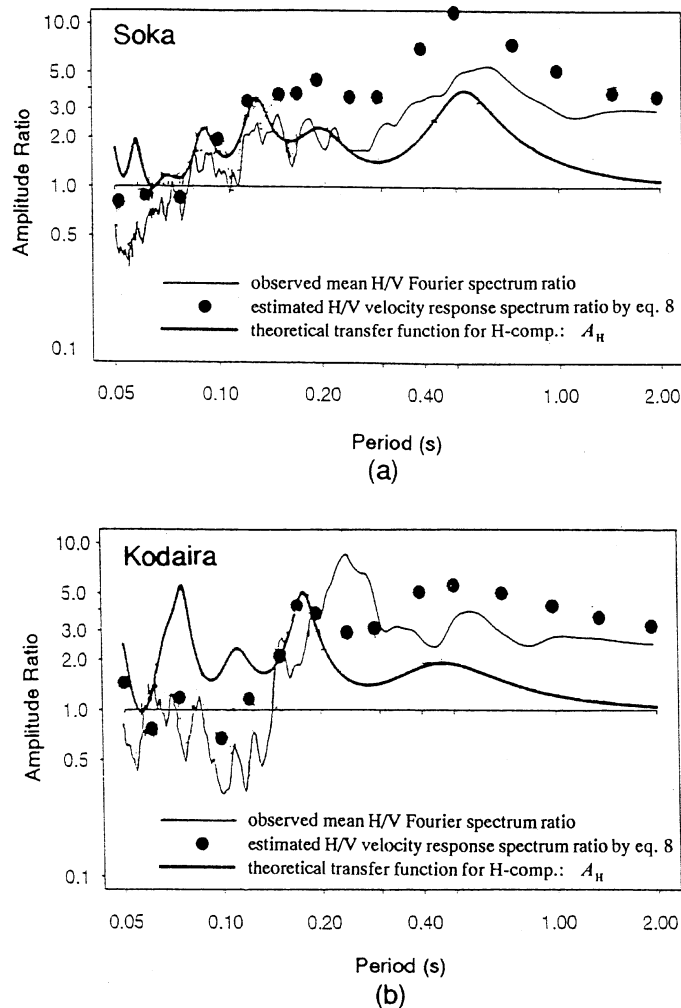 Soka
10.0
5.0
3.0
2.0
1.0
0.5
0.1
Amplitude Ratio
observed mean H/V Fourier spectrum ratio
estimated H/V velocity response spectrum ratio by eq. 8
theoretical transfer function for H-comp.: A_H
0.05 0.10 0.20 0.40 1.00 2.00
Period (s)
(a)
Kodaira
10.0
5.0
3.0
2.0
1.0
0.5
0.1
Amplitude Ratio
observed mean H/V Fourier spectrum ratio
estimated H/V velocity response spectrum ratio by eq. 8
theoretical transfer function for H-comp.: A_H
0.05 0.10 0.20 0.40 1.00 2.00
Period (s)
(b)